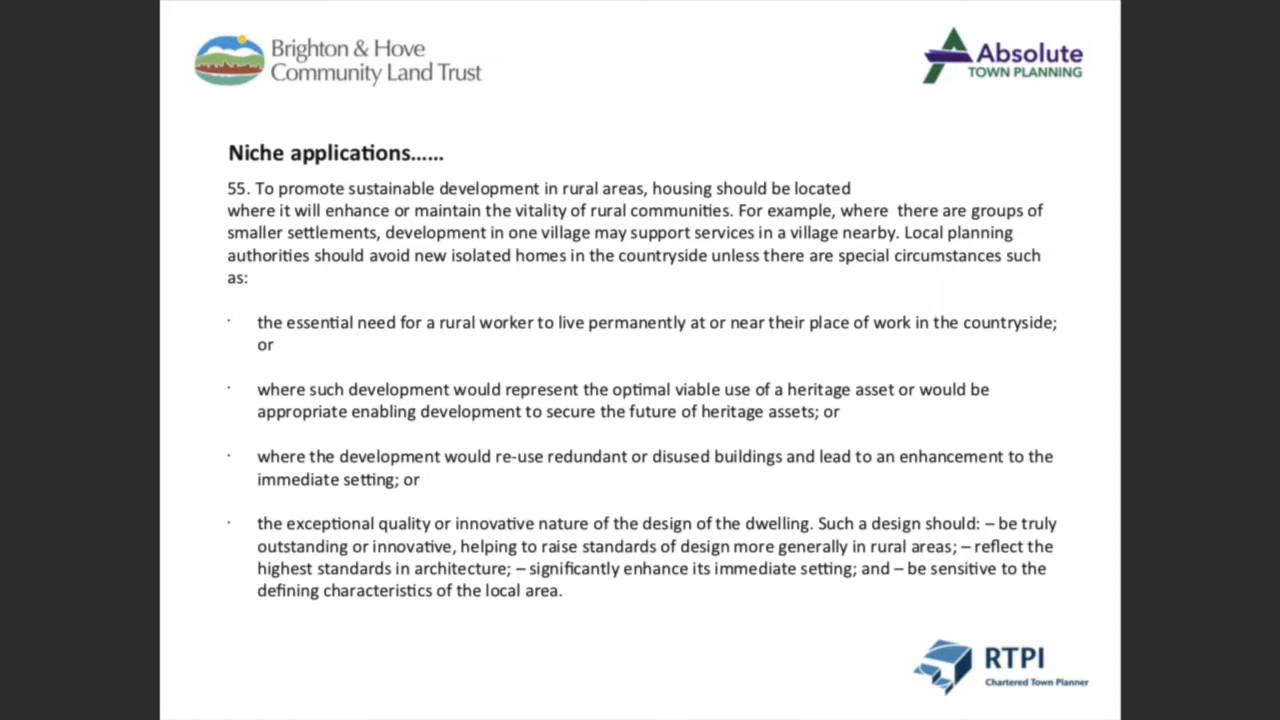 Brighton & Hove
Community Land Trust
Absolute
TOWN PLANNING
Niche applications......
55. To promote sustainable development in rural areas, housing should be located
where it will enhance or maintain the vitality of rural communities. For example, where  there are groups of
smaller settlements, development in one village may support services in a village nearby. Local planning
authorities should avoid new isolated homes in the countryside unless there are special circumstances such
as:
· the essential need for a rural worker to live permanently at or near their place of work in the countryside;
or
· where such development would represent the optimal viable use of a heritage asset or would be
appropriate enabling development to secure the future of heritage assets; or
· where the development would re-use redundant or disused buildings and lead to an enhancement to the
immediate setting; or
· the exceptional quality or innovative nature of the design of the dwelling. Such a design should: – be truly
outstanding or innovative, helping to raise standards of design more generally in rural areas; – reflect the
highest standards in architecture; – significantly enhance its immediate setting; and – be sensitive to the
defining characteristics of the local area.
RTPI
Chartered Town Planner